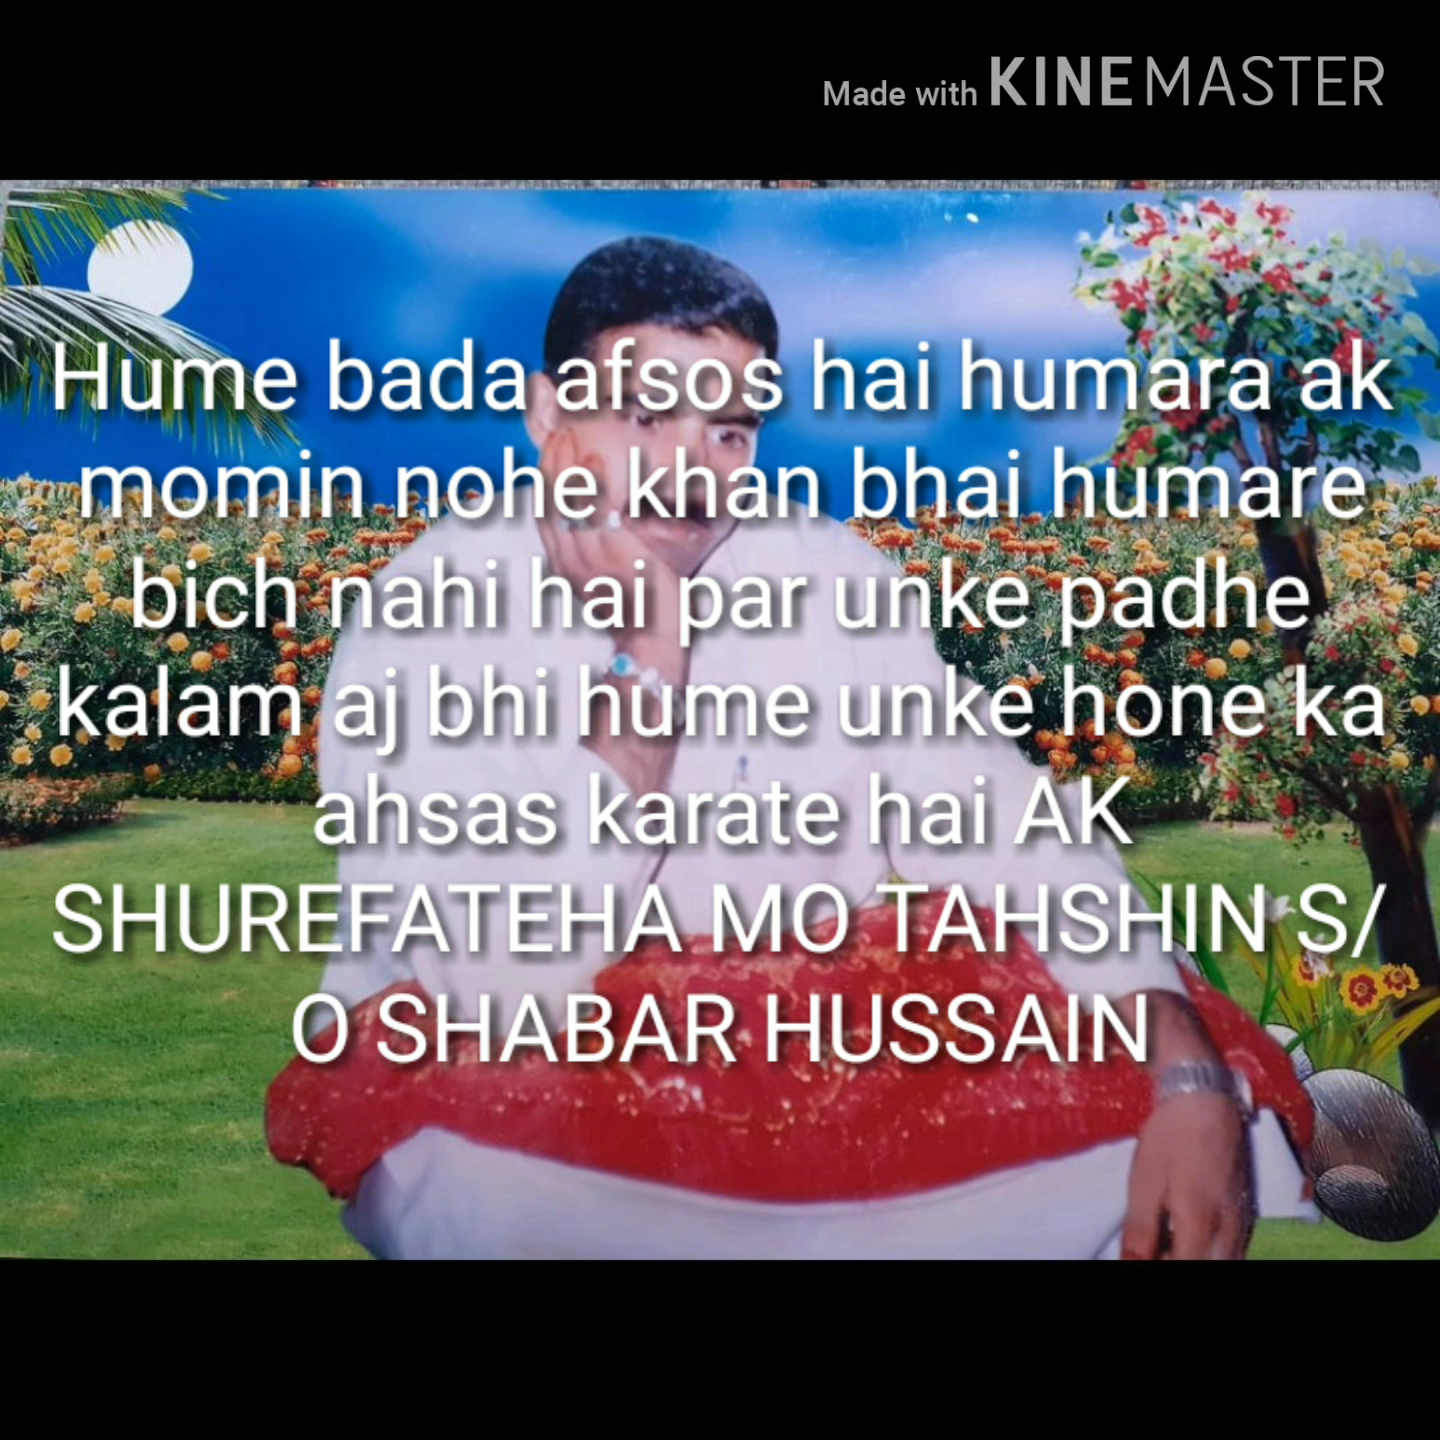 Made with KINEMASTER
Hume bada afsos hai humara ak
momin nohe khan bhai humare
bich nahi hai par unke padhe
kalam aj bhi hume unke hone ka
ahsas karate hai AK
SHUREFATEHA MO TAHSHIN S/
O SHABAR HUSSAIN